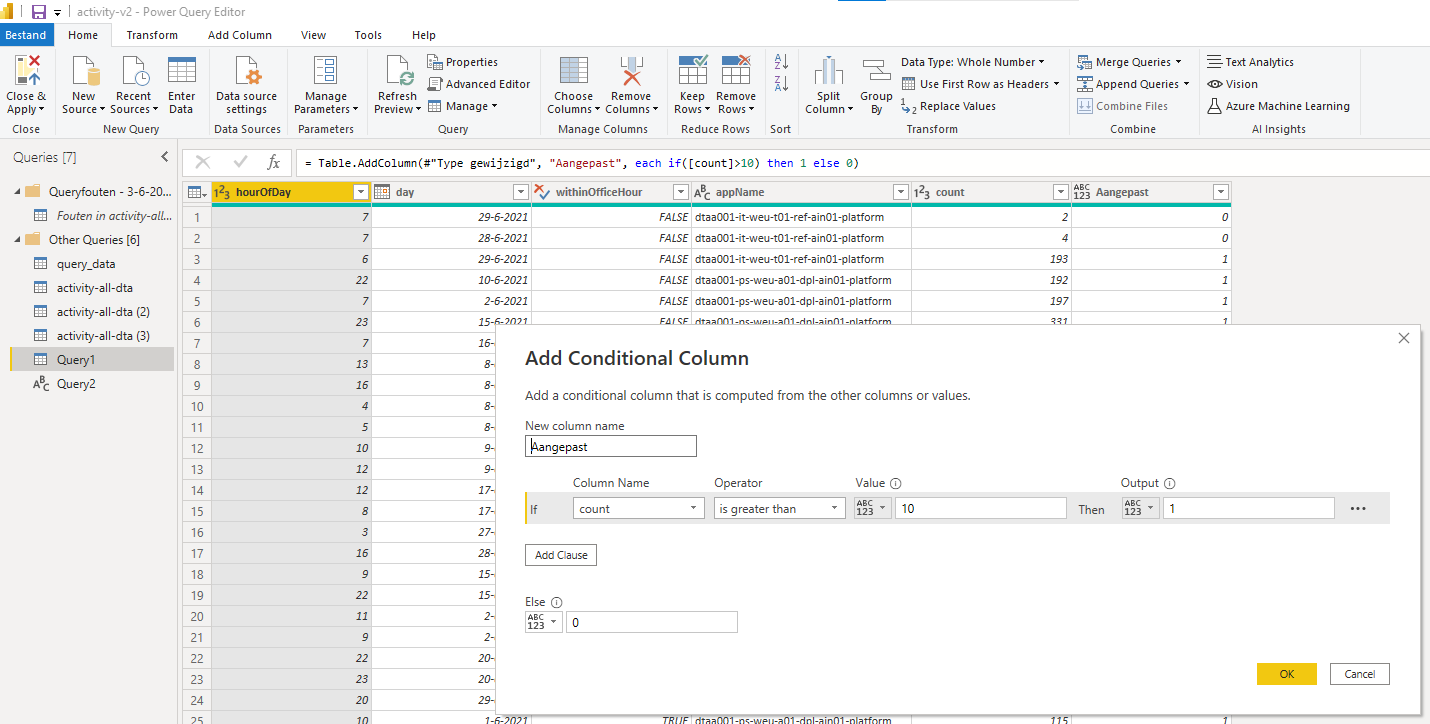 activity-v2 - Power Query Editor
Bestand Home Transform Add Column View Tools Help
Close & Apply
Close
New Source
Recent Sources
Enter Data
New Query
Data source settings
Data Sources
Manage Parameters
Parameters
Refresh Preview
Properties
Advanced Editor
Manage
Query
Choose Columns
Remove Columns
Manage Columns
Keep Rows
Remove Rows
Reduce Rows
Sort
Split Column
Group By
Data Type: Whole Number
Use First Row as Headers
Replace Values
Transform
Merge Queries
Append Queries
Combine Files
Combine
Text Analytics
Vision
Azure Machine Learning
AI Insights
Queries [7]
Queryfouten - 3-6-20...
Fouten in activity-all...
Other Queries [6]
query_data
activity-all-dta
activity-all-dta (2)
activity-all-dta (3)
Query1
Query2
= Table.AddColumn(#"Type gewijzigd", "Aangepast", each if([count]>10) then 1 else 0)
hourOfDay day withinOfficeHour appName count Aangepast
1 7 29-6-2021 FALSE dtaa001-it-weu-t01-ref-ain01-platform 2 0
2 7 28-6-2021 FALSE dtaa001-it-weu-t01-ref-ain01-platform 4 0
3 6 29-6-2021 FALSE dtaa001-it-weu-t01-ref-ain01-platform 193 1
4 22 10-6-2021 FALSE dtaa001-ps-weu-a01-dpl-ain01-platform 192 1
5 7 2-6-2021 FALSE dtaa001-ps-weu-a01-dpl-ain01-platform 197 1
6 23 15-6-2021 FALSE dtaa001-ps-weu-a01-dpl-ain01-platform 331 1
7 7 16-
8 13 8-
9 16 8-
10 4 8-
11 5 8-
12 10 9-
13 12 9-
14 12 17-
15 8 17-
16 3 27-
17 16 28-
18 9 15-
19 22 15-
20 11 2-
21 9 2-
22 22 20-
23 23 20-
24 20 29-
25 10 1-6-2021 TRUE dtaa001-ps-weu-a01-dpl-ain01-platform 115 1
Add Conditional Column
Add a conditional column that is computed from the other columns or values.
New column name
Aangepast
Column Name Operator Value Output
If count is greater than ABC 123 10 Then ABC 123 1 ...
Add Clause
Else
ABC 123 0
OK Cancel